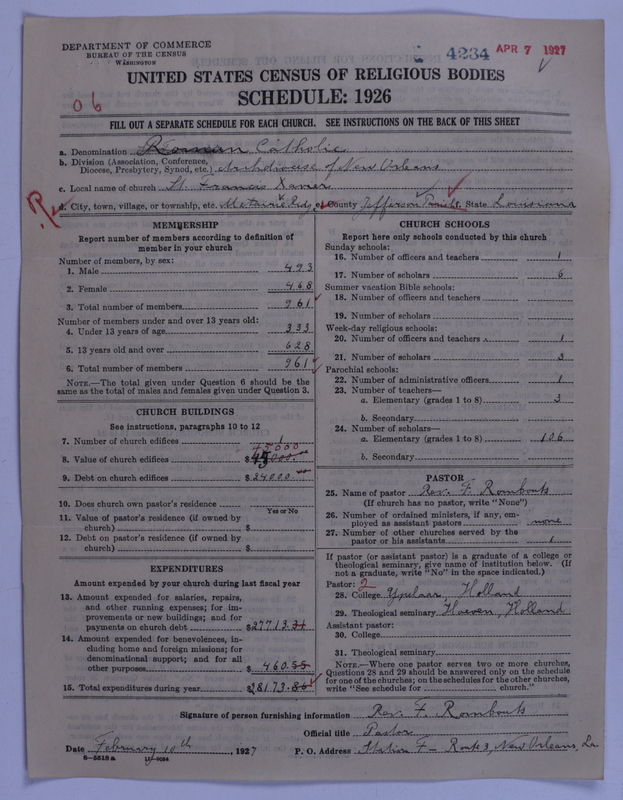 DEPARTMENT OF COMMERCE
BUREAU OF THE CENSUS
WASHINGTON
4234
APR 7 1927
UNITED STATES CENSUS OF RELIGIOUS BODIES
SCHEDULE: 1926
06
FILL OUT A SEPARATE SCHEDULE FOR EACH CHURCH. SEE INSTRUCTIONS ON THE BACK OF THIS SHEET
a. Denomination Roman Catholic
b. Division (Association, Conference,
Diocese, Presbytery, Synod, etc.) Archdiocese of New Orleans
c. Local name of church St. Francis Xavier
d. City, town, village, or township, etc. Metairie Ridge County Jefferson Parish f. State Louisiana
MEMBERSHIP
Report number of members according to definition of
member in your church
Number of members, by sex:
1. Male 493
2. Female 468
3. Total number of members 961
Number of members under and over 13 years old:
4. Under 13 years of age 333
5. 13 years old and over 628
6. Total number of members 961
NOTE.—The total given under Question 6 should be the
same as the total of males and females given under Question 3.
CHURCH BUILDINGS
See instructions, paragraphs 10 to 12
7. Number of church edifices 1
45000
8. Value of church edifices $45000.
9. Debt on church edifices $24000
10. Does church own pastor's residence
Yes or No
11. Value of pastor's residence (if owned by
church) $
12. Debt on pastor's residence (if owned by
church) $
EXPENDITURES
Amount expended by your church during last fiscal year
13. Amount expended for salaries, repairs,
and other running expenses; for im-
provements or new buildings; and for
payments on church debt $27713.31
14. Amount expended for benevolences, in-
cluding home and foreign missions; for
denominational support; and for all
other purposes $460.55
15. Total expenditures during year $28173.86
CHURCH SCHOOLS
Report here only schools conducted by this church
Sunday schools:
16. Number of officers and teachers 1
17. Number of scholars 6
Summer vacation Bible schools:
18. Number of officers and teachers
19. Number of scholars
Week-day religious schools:
20. Number of officers and teachers 1
21. Number of scholars 3
Parochial schools:
22. Number of administrative officers 1
23. Number of teachers—
a. Elementary (grades 1 to 8) 3
b. Secondary
24. Number of scholars—
a. Elementary (grades 1 to 8) 106
b. Secondary
PASTOR
25. Name of pastor Rev. F. Rombouts
(If church has no pastor, write "None")
26. Number of ordained ministers, if any, em-
ployed as assistant pastors none
27. Number of other churches served by the
pastor or his assistants 1
If pastor (or assistant pastor) is a graduate of a college or
theological seminary, give name of institution below. (If
not a graduate, write "No" in the space indicated.)
Pastor: 2
28. College Ypelaar, Holland
29. Theological seminary Hoeven, Holland
Assistant pastor:
30. College
31. Theological seminary
NOTE.—Where one pastor serves two or more churches,
Questions 28 and 29 should be answered only on the schedule
for one of the churches; on the schedules for the other churches,
write "See schedule for church."
Signature of person furnishing information Rev. F. Rombouts
Official title Pastor
Date February 10th, 1927 P. O. Address Station F — Route 3, New Orleans, La.
8—5518a